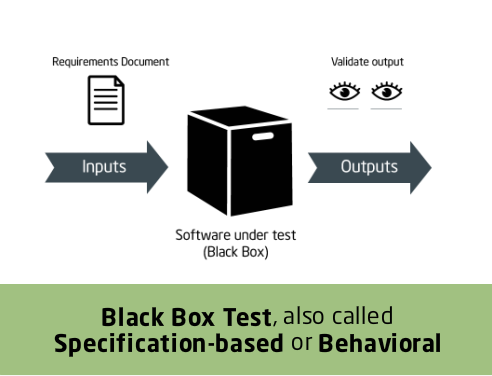 Requirements Document
Validate output
Inputs
Outputs
Software under test
(Black Box)
Black Box Test, also called
Specification-based or Behavioral